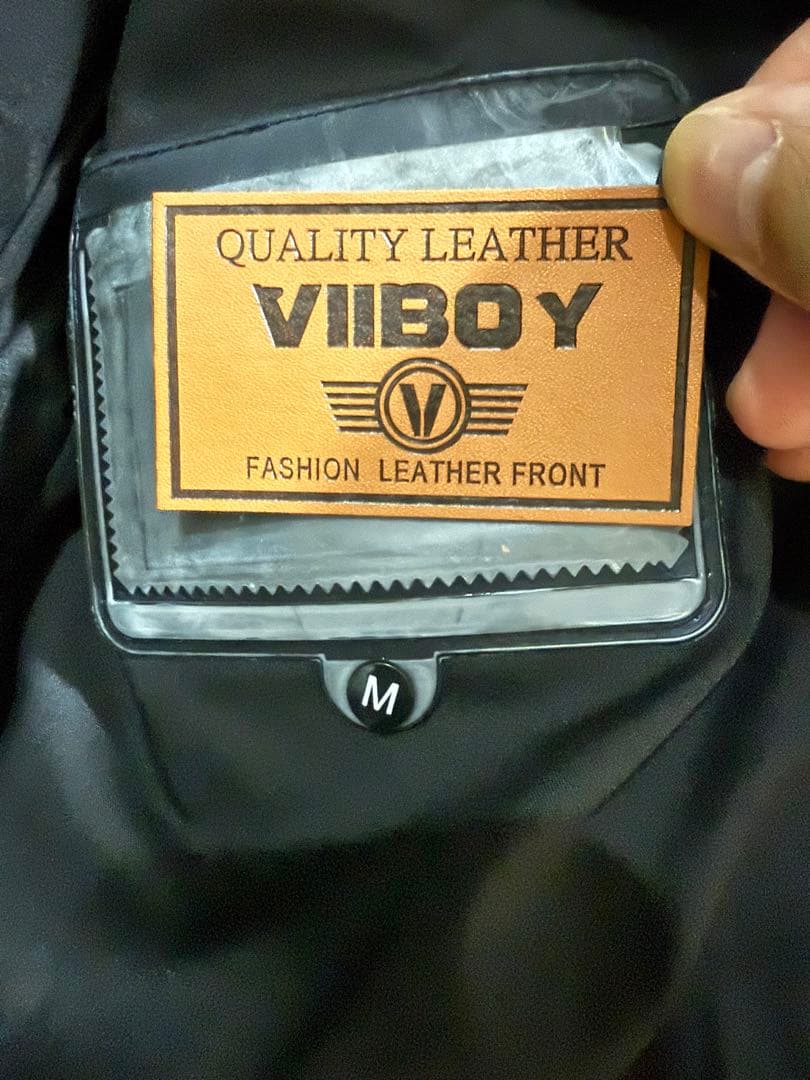 QUALITY LEATHER
VIIBOY
V
FASHION LEATHER FRONT
M